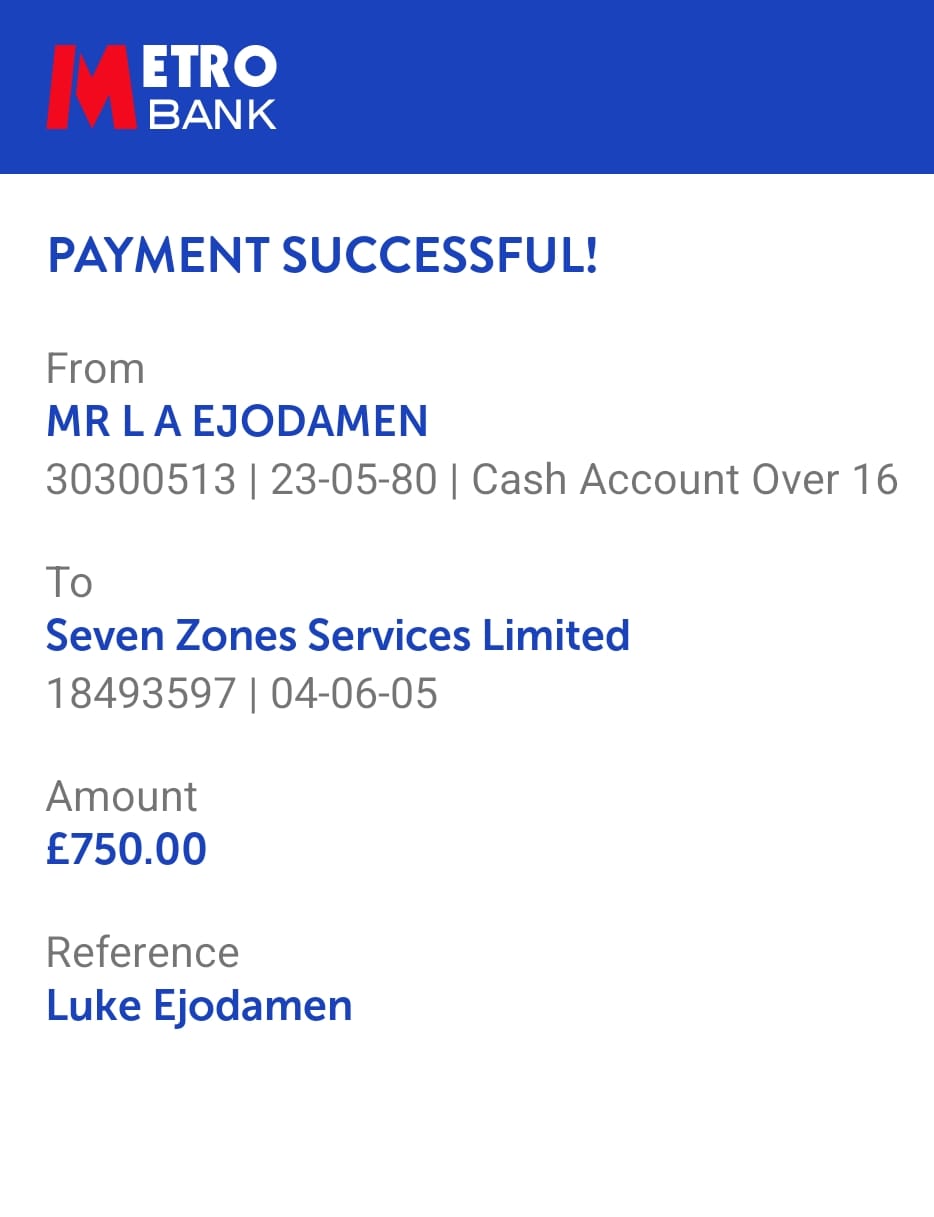 METRO
BANK
PAYMENT SUCCESSFUL!
From
MR L A EJODAMEN
30300513 | 23-05-80 | Cash Account Over 16
To
Seven Zones Services Limited
18493597 | 04-06-05
Amount
£750.00
Reference
Luke Ejodamen